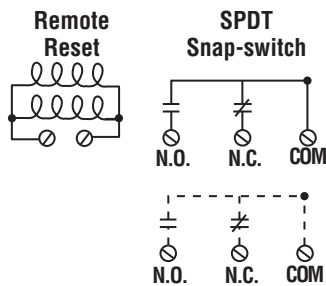 Remote
Reset
SPDT
Snap-switch
N.O. N.C. COM
N.O. N.C. COM